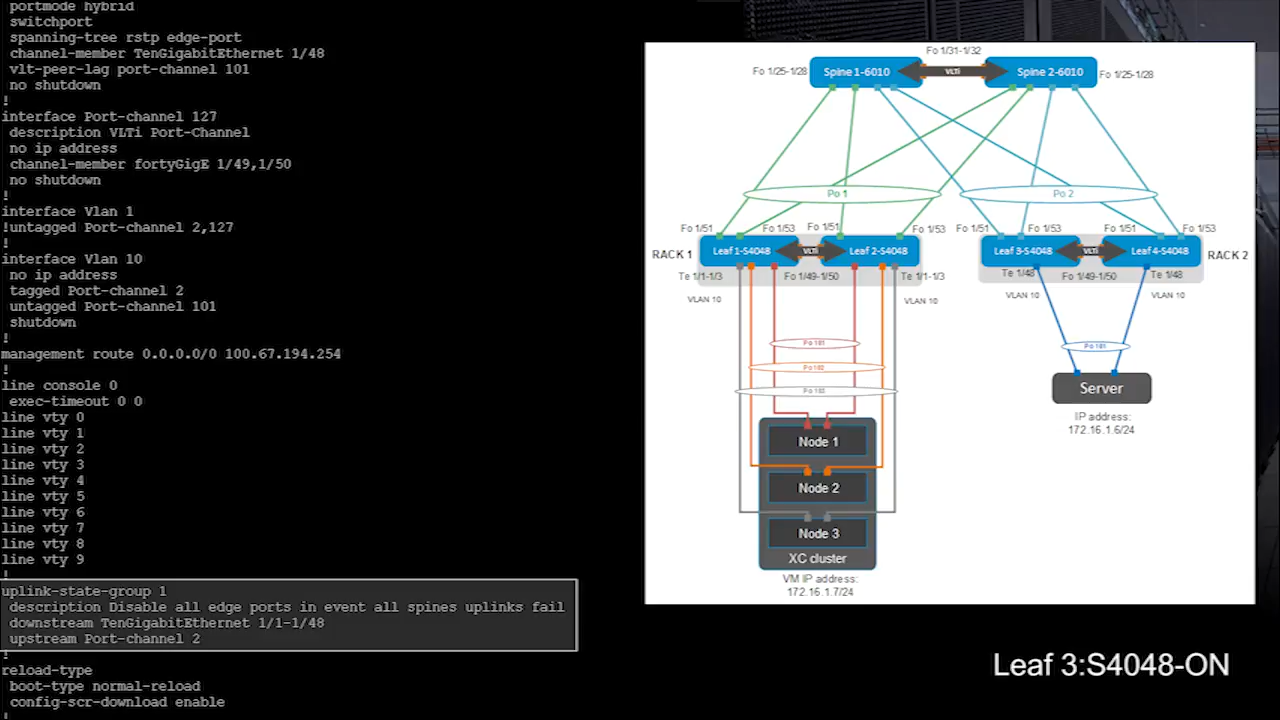 portmode hybrid
switchport
spanning-tree rstp edge-port
channel-member TenGigabitEthernet 1/48
vlt-peer-lag port-channel 101
no shutdown
!
interface Port-channel 127
description VLTi Port-Channel
no ip address
channel-member fortyGigE 1/49,1/50
no shutdown
!
interface Vlan 1
!untagged Port-channel 2,127
!
interface Vlan 10
no ip address
tagged Port-channel 2
untagged Port-channel 101
shutdown
!
management route 0.0.0.0/0 100.67.194.254
!
line console 0
exec-timeout 0 0
line vty 0
line vty 1
line vty 2
line vty 3
line vty 4
line vty 5
line vty 6
line vty 7
line vty 8
line vty 9
!
uplink-state-group 1
description Disable all edge ports in event all spines uplinks fail
downstream TenGigabitEthernet 1/1-1/48
upstream Port-channel 2
!
reload-type
boot-type normal-reload
config-scr-download enable
!
Fo 1/31-1/32
Fo 1/25-1/28
Spine 1-6010
VLTi
Spine 2-6010
Fo 1/25-1/28
Po 1
Po 2
Fo 1/51
Fo 1/53
Fo 1/51
Fo 1/53
Fo 1/51
Fo 1/53
Fo 1/51
Fo 1/53
RACK 1
Leaf 1-S4048
VLTi
Leaf 2-S4048
Leaf 3-S4048
VLTi
Leaf 4-S4048
RACK 2
Te 1/1-1/3
Fo 1/49-1/50
Te 1/1-1/3
Te 1/48
Fo 1/49-1/50
Te 1/48
VLAN 10
VLAN 10
VLAN 10
VLAN 10
Po 101
Po 102
Po 103
Po 101
Server
IP address:
172.16.1.6/24
Node 1
Node 2
Node 3
XC cluster
VM IP address:
172.16.1.7/24
Leaf 3:S4048-ON